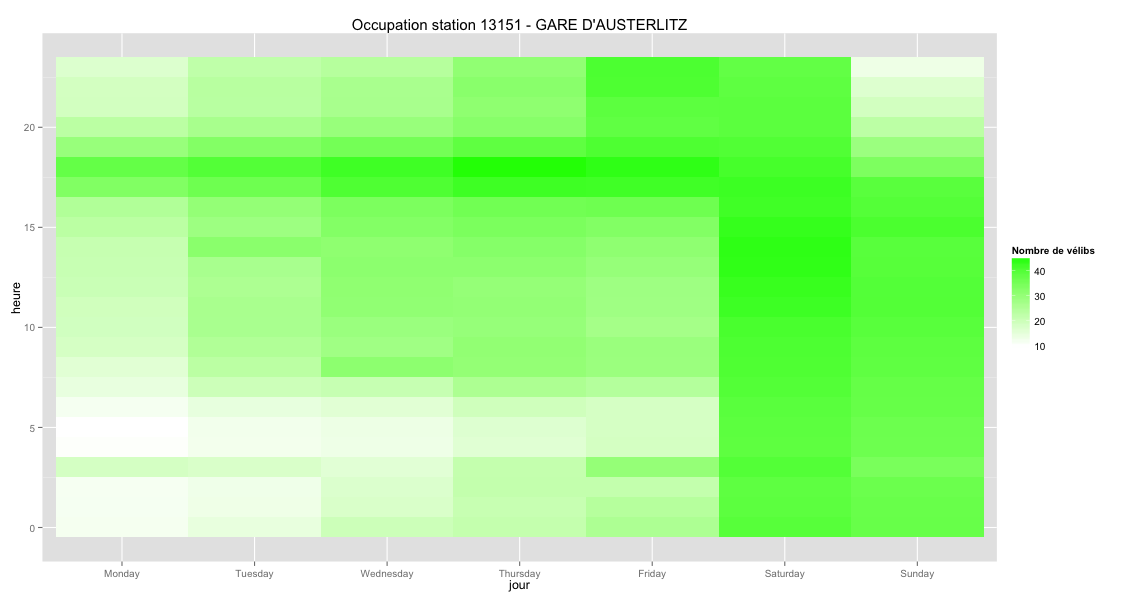 Occupation station 13151 - GARE D'AUSTERLITZ
20
15
10
5
0
heure
Monday Tuesday Wednesday Thursday Friday Saturday Sunday
jour
Nombre de vélibs
40
30
20
10